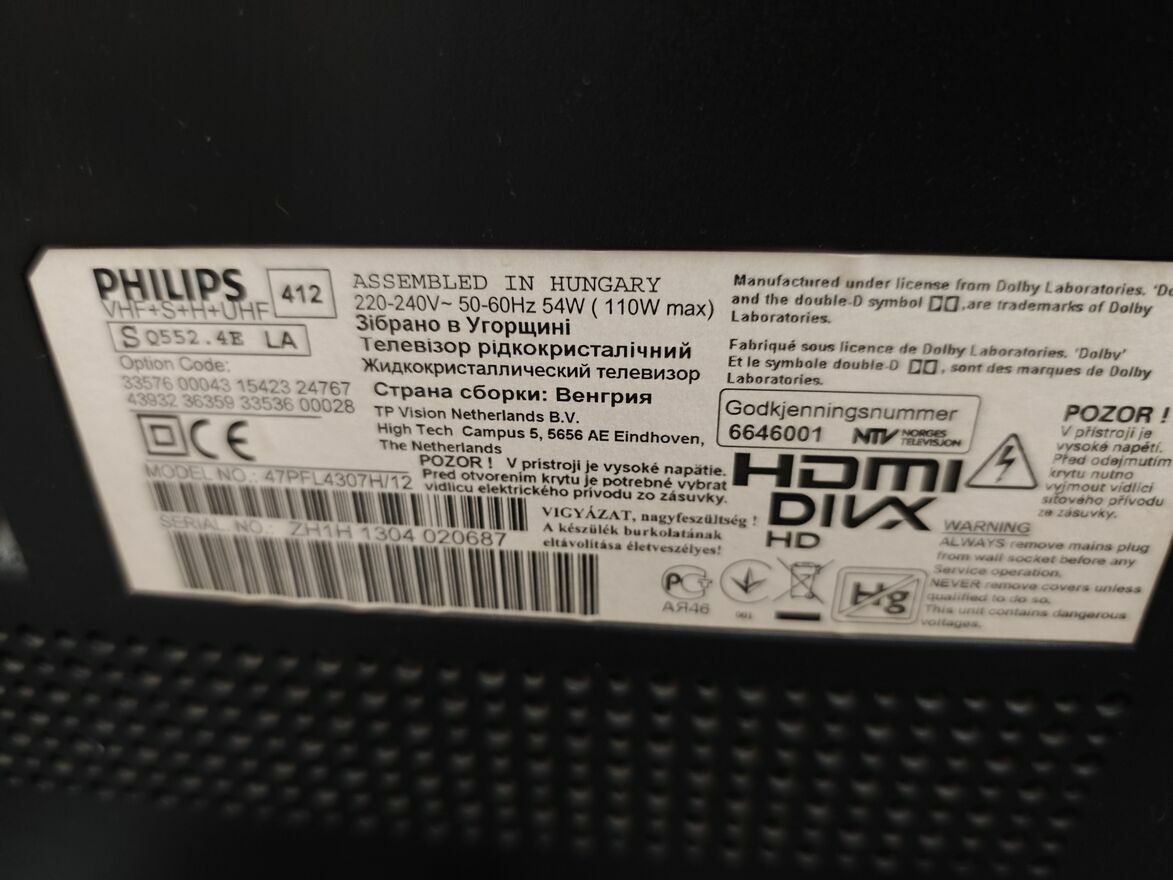 PHILIPS
VHF+S+H+UHF
412
S Q552.4E LA
Option Code:
33576 00043 15423 24767
43932 36359 33536 00028
CE
MODEL NO.: 47PFL4307H/12
SERIAL NO.: ZH1H 1304 020687
ASSEMBLED IN HUNGARY
220-240V~ 50-60Hz 54W ( 110W max)
Зібрано в Угорщині
Телевізор рідкокристалічний
Жидкокристаллический телевизор
Страна сборки: Венгрия
TP Vision Netherlands B.V.
High Tech Campus 5, 5656 AE Eindhoven,
The Netherlands
POZOR ! V prístroji je vysoké napätie.
Pred otvorením krytu je potrebné vybrat
vidlicu elektrického prívodu zo zásuvky.
VIGYÁZAT, nagyfeszültség !
A készülék burkolatának
eltávolítása életveszélyes!
Manufactured under license from Dolby Laboratories.
and the double-D symbol ,are trademarks of Dolby
Laboratories.
Fabriqué sous licence de Dolby Laboratories. 'Dolby'
Et le symbole double-D , sont des marques de Dolby
Laboratories.
Godkjenningsnummer
6646001 NTV NORGES
TELEVISJON
HDMI
DIVX
HD
POZOR !
V přístroji je
vysoké napětí.
Před odejmutím
krytu nutno
vyjmout vidlici
síťového přívodu
ze zásuvky.
WARNING
ALWAYS remove mains plug
from wall socket before any
Service operation.
NEVER remove covers unless
qualified to do so.
This unit contains dangerous
voltages.
АЯ46
001
Hg